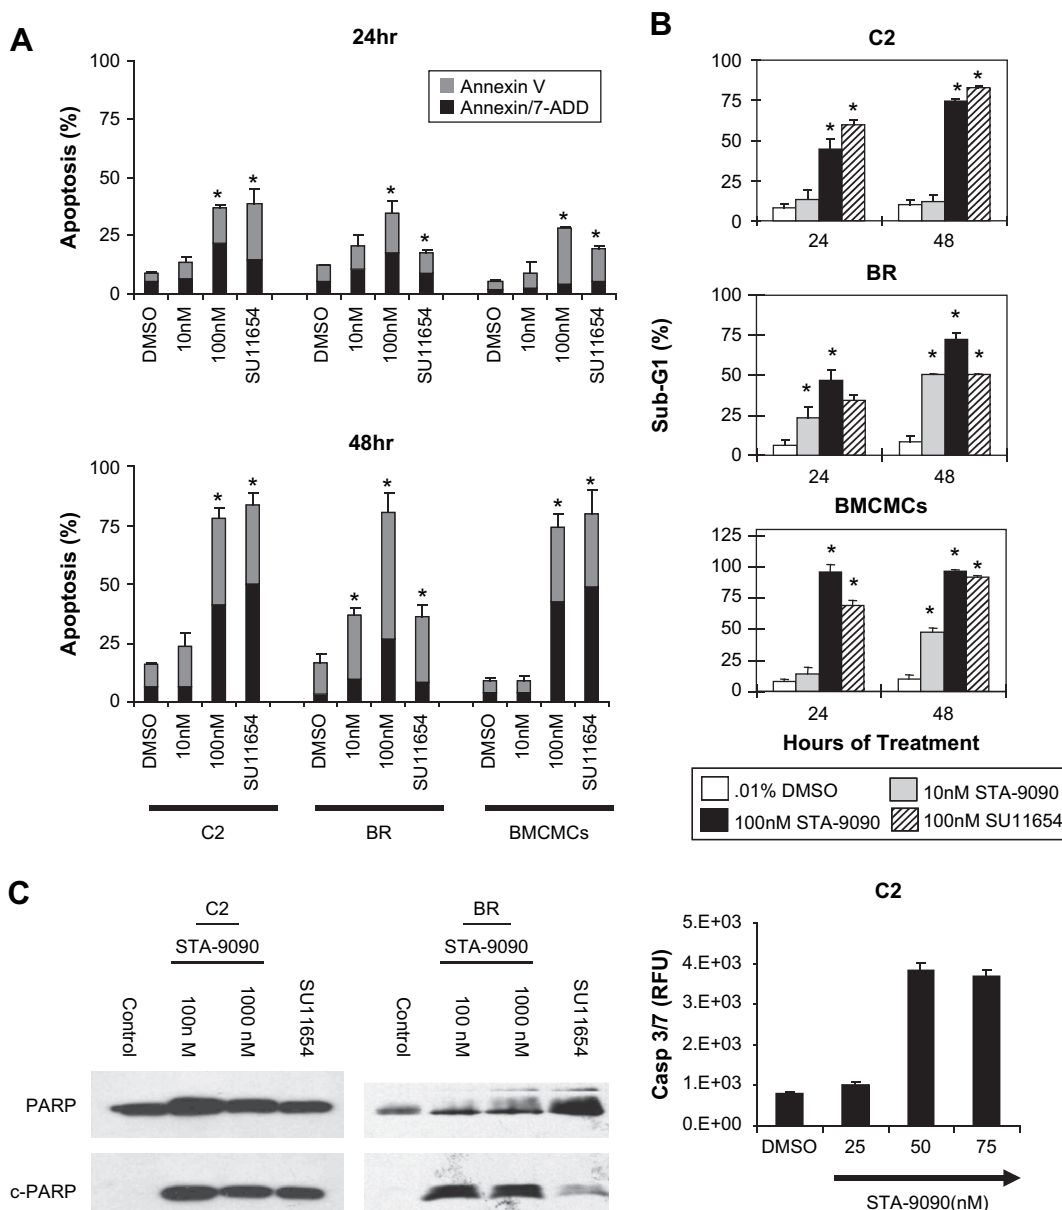 A
24hr
100
75
50
25
0
Apoptosis (%)
Annexin V
Annexin/7-ADD
* * * * * *
DMSO 10nM 100nM SU11654 DMSO 10nM 100nM SU11654 DMSO 10nM 100nM SU11654
48hr
100
75
50
25
0
Apoptosis (%)
* * * * * * *
DMSO 10nM 100nM SU11654 DMSO 10nM 100nM SU11654 DMSO 10nM 100nM SU11654
C2 BR BMCMCs
B
C2
100
75
50
25
0
* * * *
24 48
BR
Sub-G1 (%)
100
75
50
25
0
* * * * *
24 48
BMCMCs
125
100
75
50
25
0
* * * * *
24 48
Hours of Treatment
.01% DMSO 10nM STA-9090
100nM STA-9090 100nM SU11654
C
C2
STA-9090
Control 100n M 1000 nM SU11654
BR
STA-9090
Control 100 nM 1000 nM SU11654
PARP
c-PARP
C2
Casp 3/7 (RFU)
5.E+03
4.E+03
3.E+03
2.E+03
1.E+03
0.E+00
DMSO 25 50 75
STA-9090(nM)